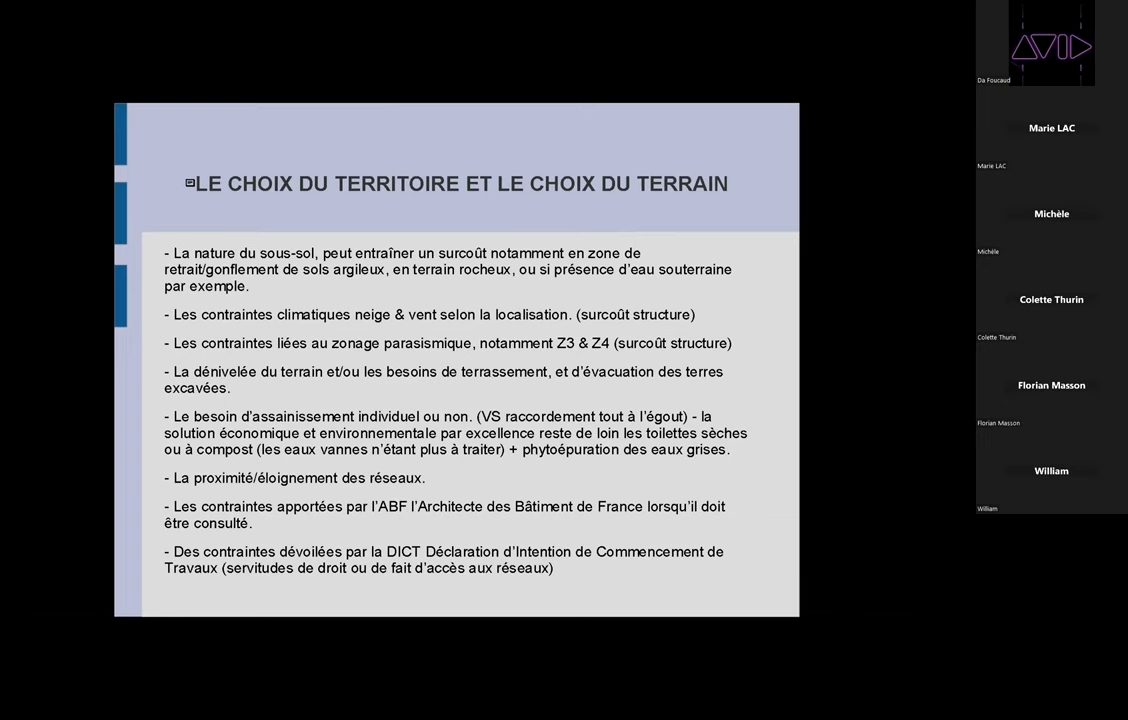 LE CHOIX DU TERRITOIRE ET LE CHOIX DU TERRAIN
- La nature du sous-sol, peut entraîner un surcoût notamment en zone de
retrait/gonflement de sols argileux, en terrain rocheux, ou si présence d'eau souterraine
par exemple.
- Les contraintes climatiques neige & vent selon la localisation. (surcoût structure)
- Les contraintes liées au zonage parasismique, notamment Z3 & Z4 (surcoût structure)
- La dénivelée du terrain et/ou les besoins de terrassement, et d'évacuation des terres
excavées.
- Le besoin d'assainissement individuel ou non. (VS raccordement tout à l'égout) - la
solution économique et environnementale par excellence reste de loin les toilettes sèches
ou à compost (les eaux vannes n'étant plus à traiter) + phytoépuration des eaux grises.
- La proximité/éloignement des réseaux.
- Les contraintes apportées par l'ABF l'Architecte des Bâtiment de France lorsqu'il doit
être consulté.
- Des contraintes dévoilées par la DICT Déclaration d'Intention de Commencement de
Travaux (servitudes de droit ou de fait d'accès aux réseaux)
AVID
Da Foucaud
Marie LAC
Marie LAC
Michèle
Michèle
Colette Thurin
Colette Thurin
Florian Masson
Florian Masson
William
William